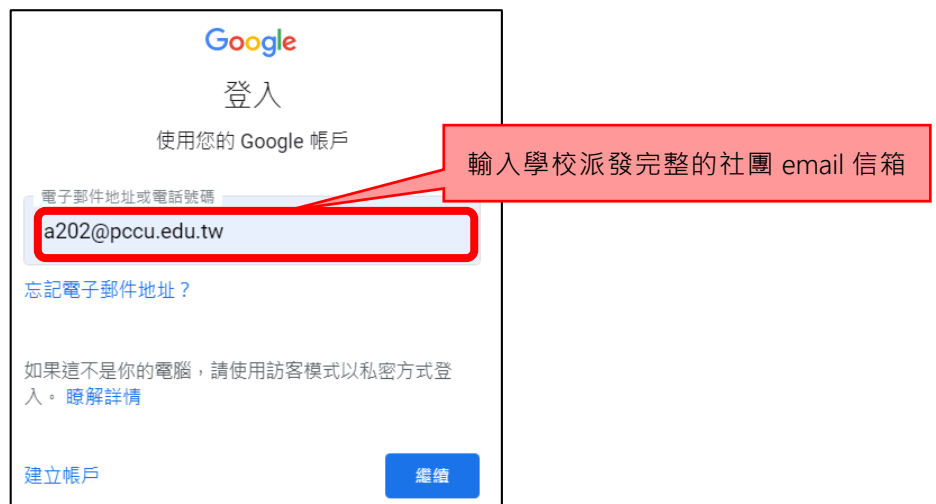 Google
登入
使用您的 Google 帳戶
輸入學校派發完整的社團 email 信箱
電子郵件地址或電話號碼
a202@pccu.edu.tw
忘記電子郵件地址？
如果這不是你的電腦，請使用訪客模式以私密方式登
入。 瞭解詳情
建立帳戶
繼續